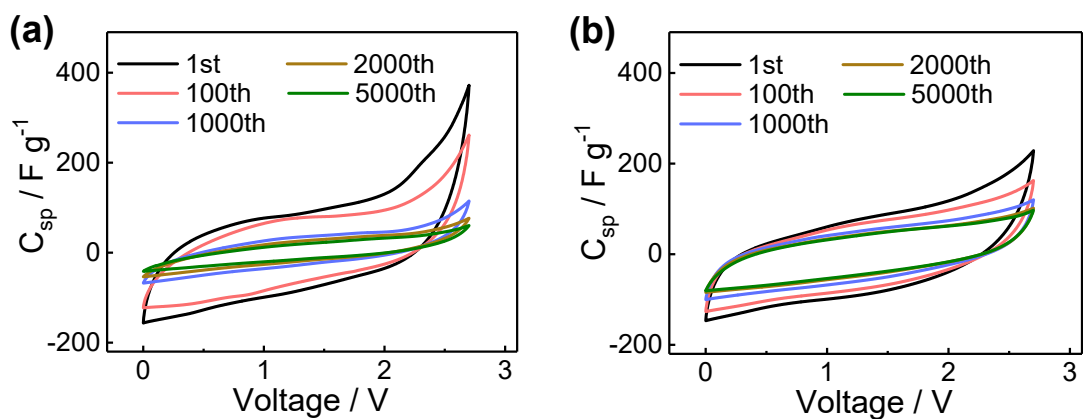 (a)
C_sp / F g^-1
400
200
0
-200
1st
100th
1000th
2000th
5000th
0
1
2
3
Voltage / V
(b)
C_sp / F g^-1
400
200
0
-200
1st
100th
1000th
2000th
5000th
0
1
2
3
Voltage / V